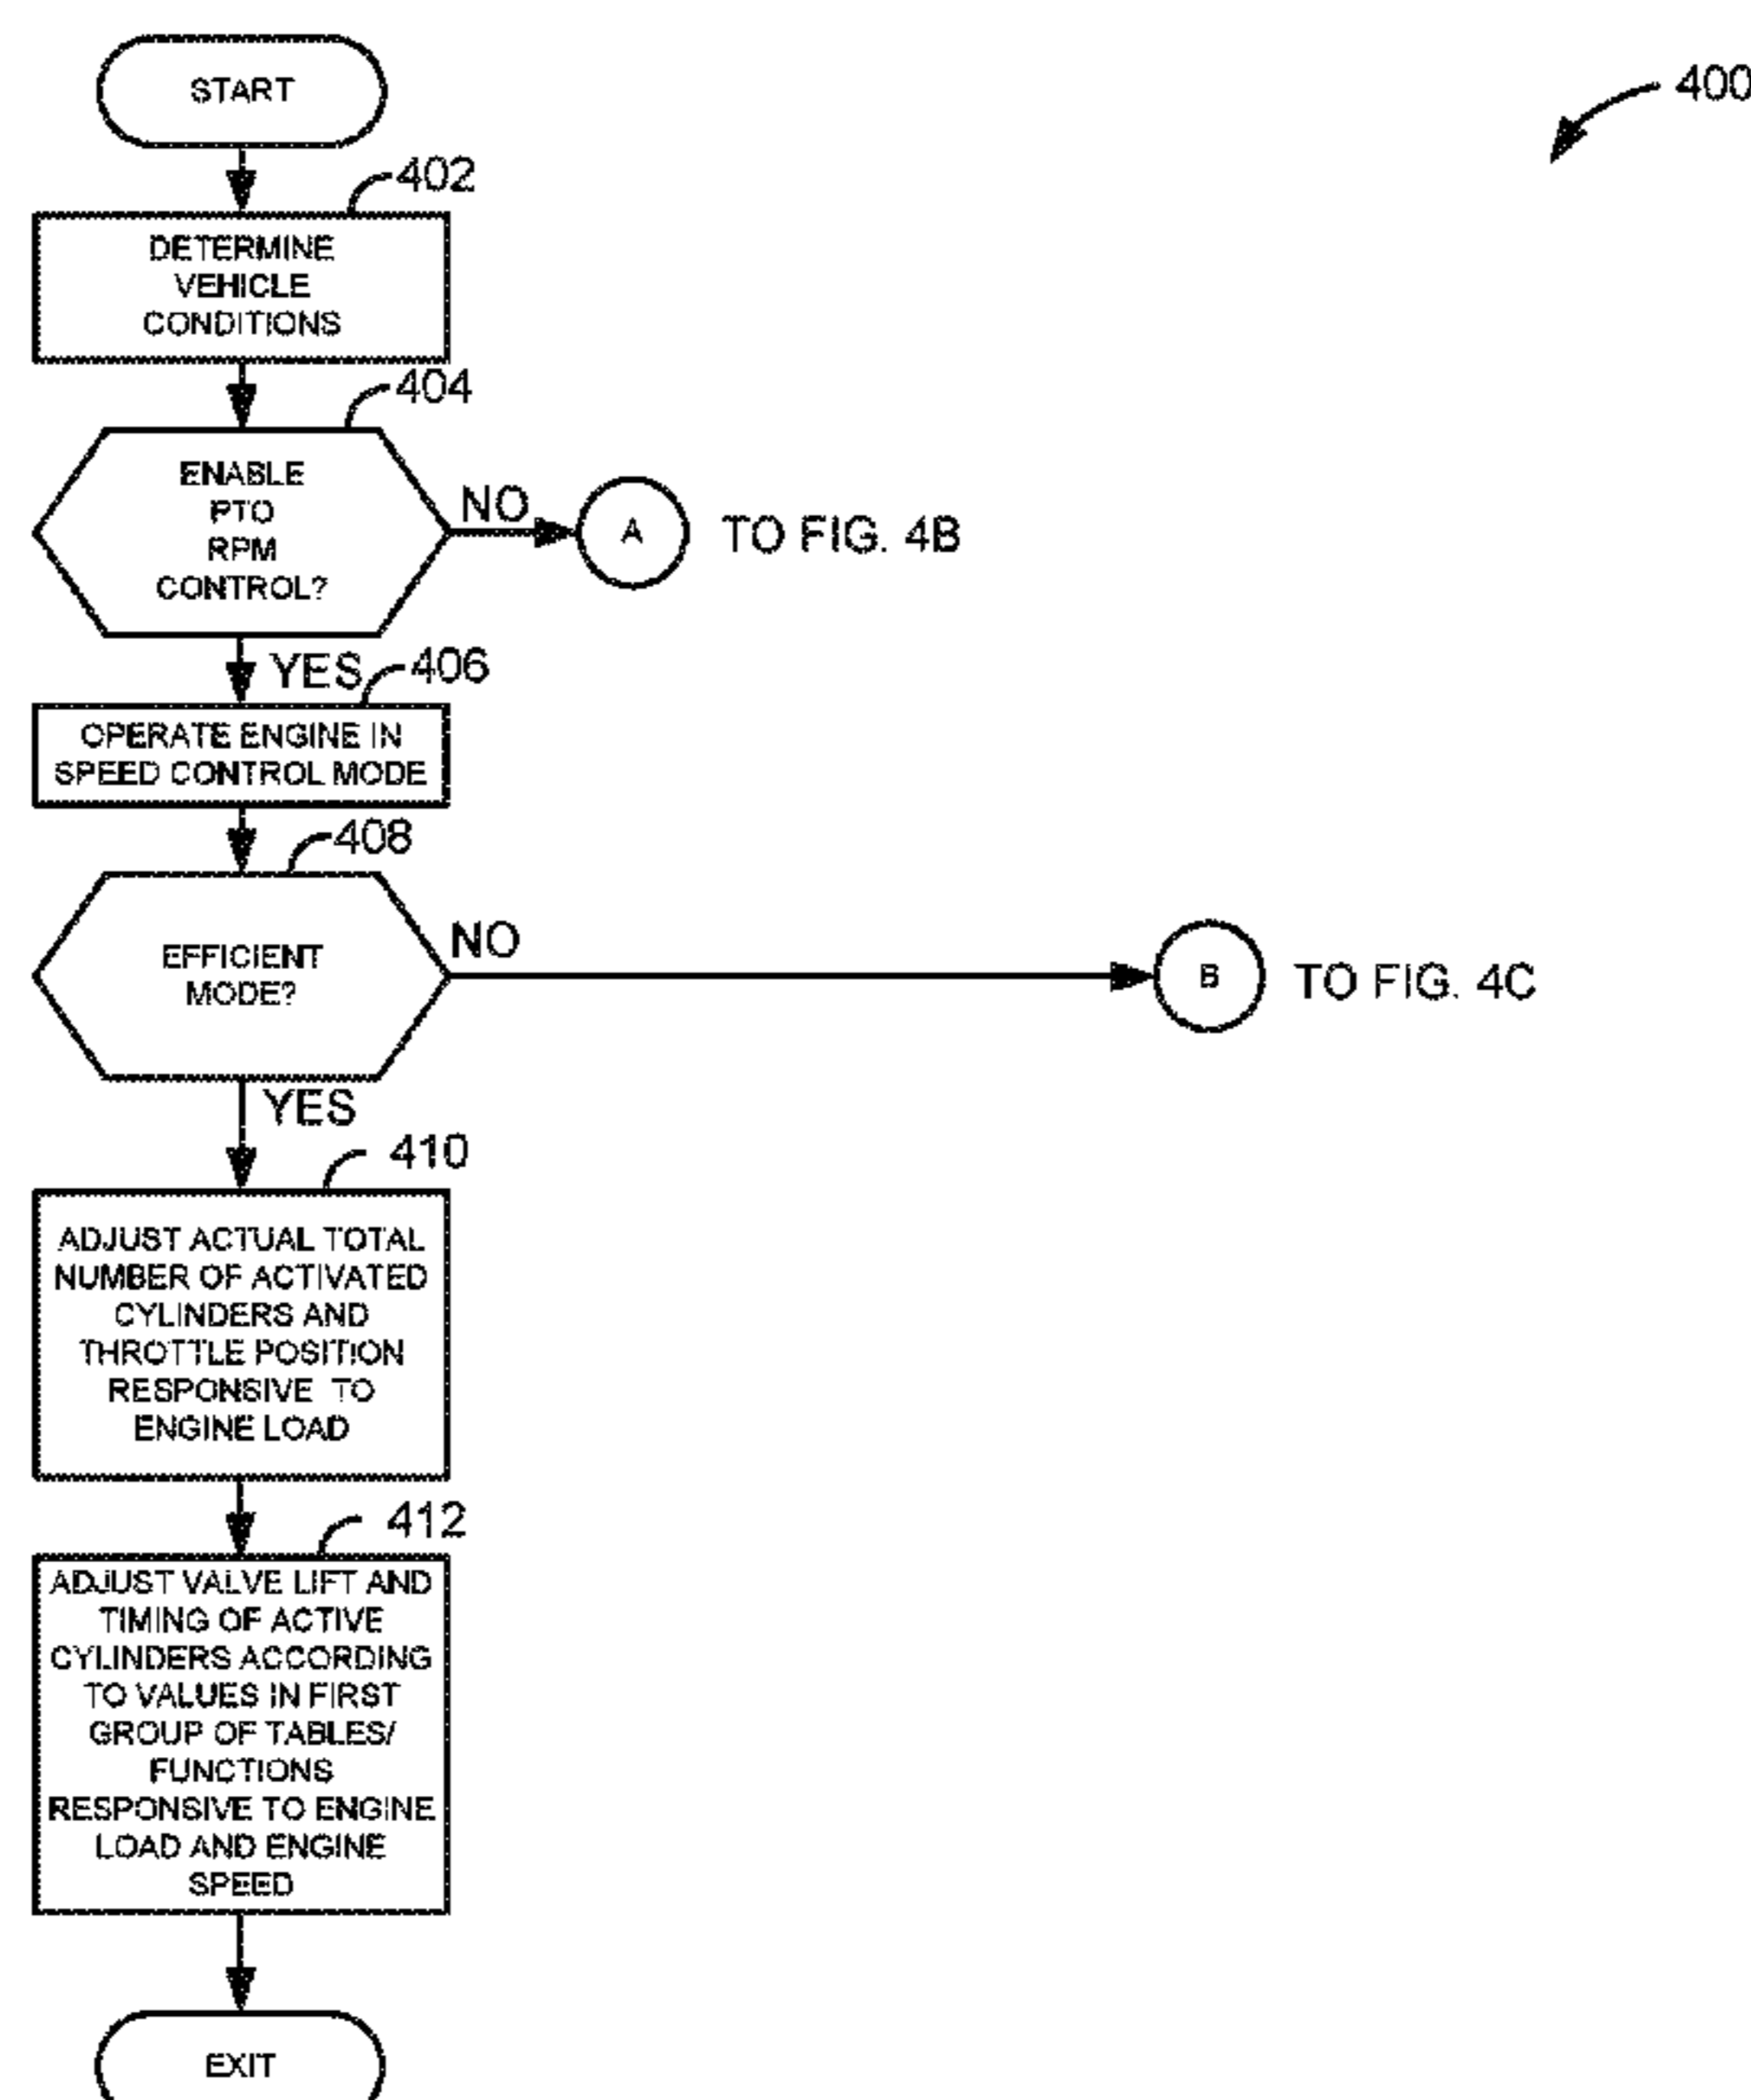 START
400
402
DETERMINE
VEHICLE
CONDITIONS
404
ENABLE
PTO
RPM
CONTROL?
NO
A
TO FIG. 4B
YES
406
OPERATE ENGINE IN
SPEED CONTROL MODE
408
EFFICIENT
MODE?
NO
B
TO FIG. 4C
YES
410
ADJUST ACTUAL TOTAL
NUMBER OF ACTIVATED
CYLINDERS AND
THROTTLE POSITION
RESPONSIVE TO
ENGINE LOAD
412
ADJUST VALVE LIFT AND
TIMING OF ACTIVE
CYLINDERS ACCORDING
TO VALUES IN FIRST
GROUP OF TABLES/
FUNCTIONS
RESPONSIVE TO ENGINE
LOAD AND ENGINE
SPEED
EXIT